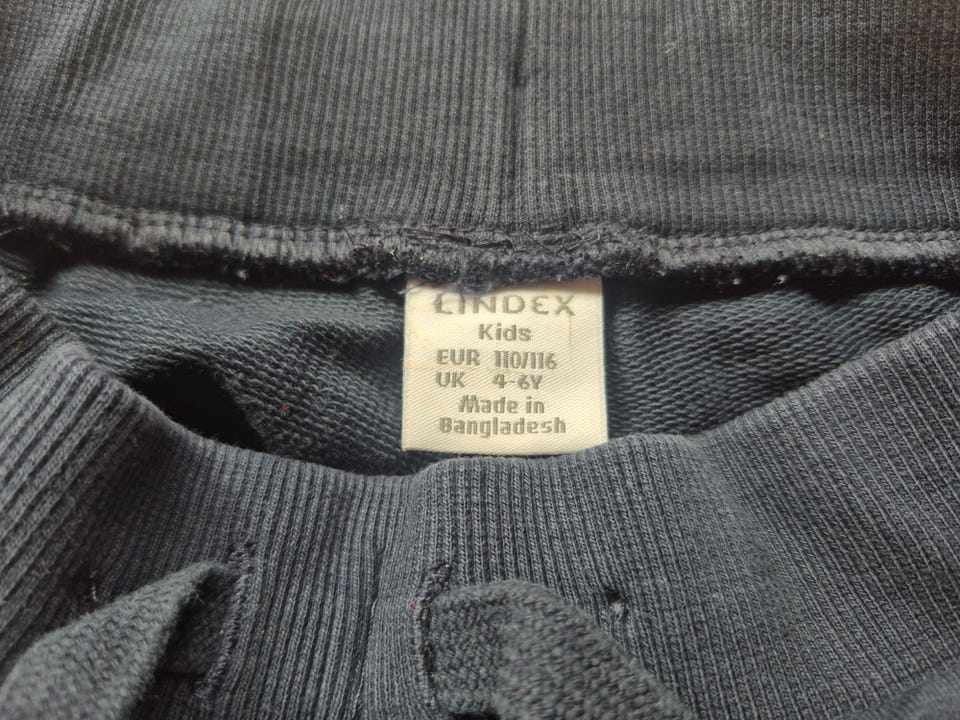 LINDEX
Kids
EUR 110/116
UK 4-6Y
Made in
Bangladesh